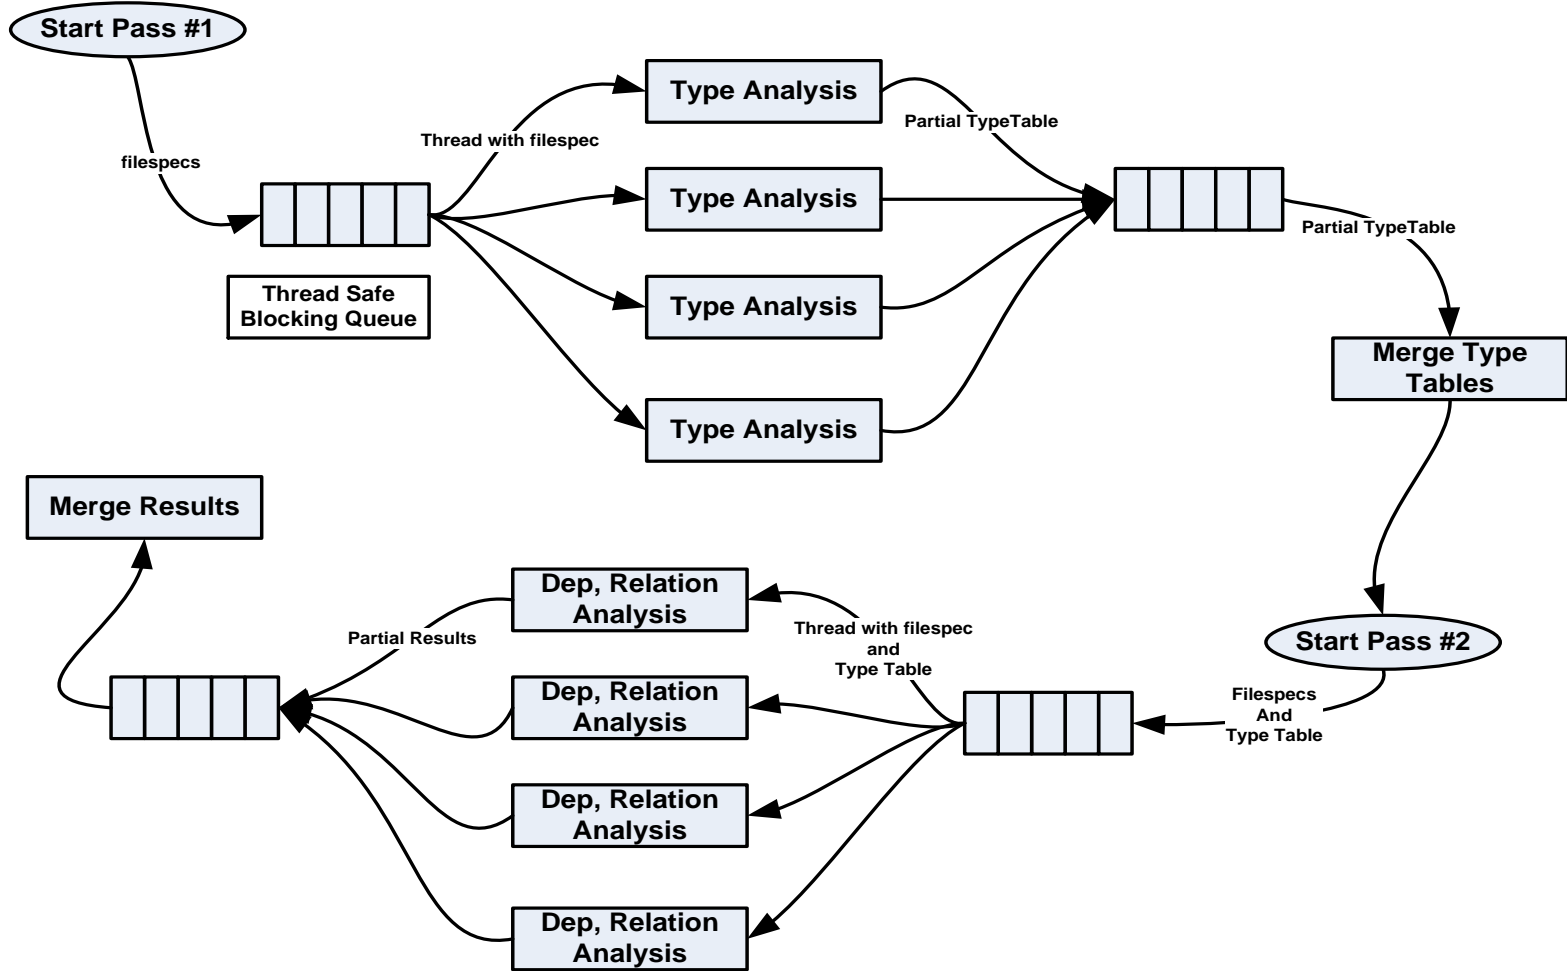 Start Pass #1
filespecs
Thread Safe
Blocking Queue
Thread with filespec
Type Analysis
Type Analysis
Type Analysis
Type Analysis
Partial TypeTable
Partial TypeTable
Merge Type
Tables
Start Pass #2
Filespecs
And
Type Table
Thread with filespec
and
Type Table
Dep, Relation
Analysis
Dep, Relation
Analysis
Dep, Relation
Analysis
Dep, Relation
Analysis
Partial Results
Merge Results